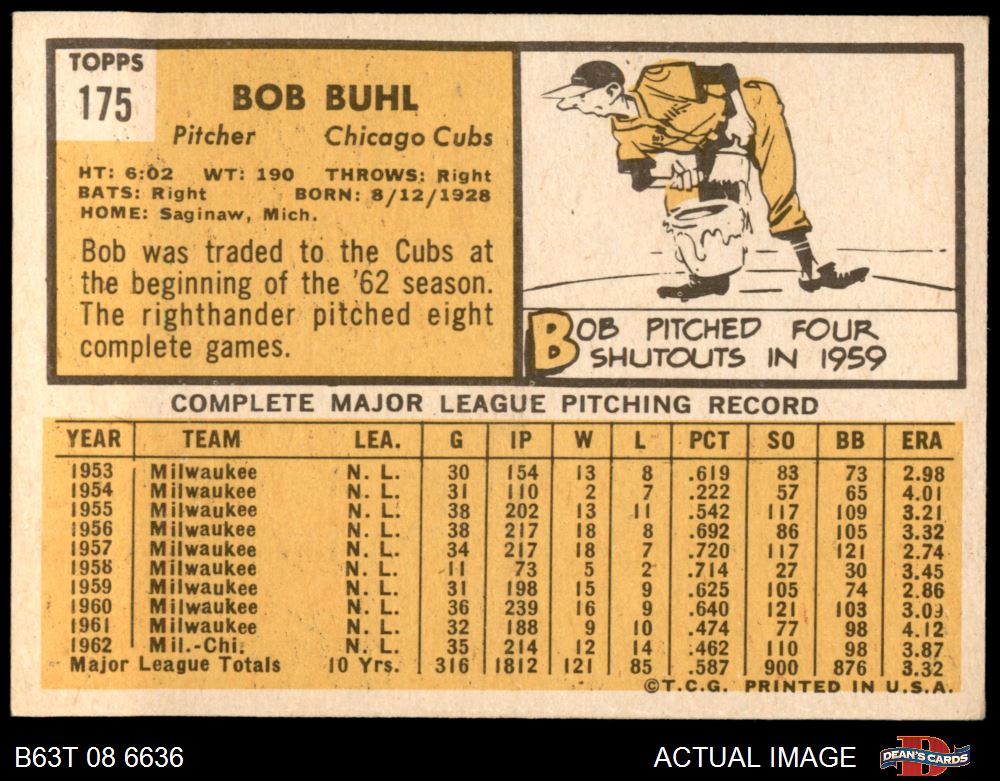 TOPPS
175
BOB BUHL
Pitcher Chicago Cubs
HT: 6:02 WT: 190 THROWS: Right
BATS: Right BORN: 8/12/1928
HOME: Saginaw, Mich.
Bob was traded to the Cubs at
the beginning of the '62 season.
The righthander pitched eight
complete games.
BOB PITCHED FOUR
SHUTOUTS IN 1959
COMPLETE MAJOR LEAGUE PITCHING RECORD
YEAR TEAM LEA. G IP W L PCT SO BB ERA
1953 Milwaukee N. L. 30 154 13 8 .619 83 73 2.98
1954 Milwaukee N. L. 31 110 2 7 .222 57 65 4.01
1955 Milwaukee N. L. 38 202 13 11 .542 117 109 3.21
1956 Milwaukee N. L. 38 217 18 8 .692 86 105 3.32
1957 Milwaukee N. L. 34 217 18 7 .720 117 121 2.74
1958 Milwaukee N. L. 11 73 5 2 .714 27 30 3.45
1959 Milwaukee N. L. 31 198 15 9 .625 105 74 2.86
1960 Milwaukee N. L. 36 239 16 9 .640 121 103 3.09
1961 Milwaukee N. L. 32 188 9 10 .474 77 98 4.12
1962 Mil.-Chi. N. L. 35 214 12 14 .462 110 98 3.87
Major League Totals 10 Yrs. 316 1812 121 85 .587 900 876 3.32
©T.C.G. PRINTED IN U.S.A.
B63T 08 6636 ACTUAL IMAGE DEAN'S CARDS